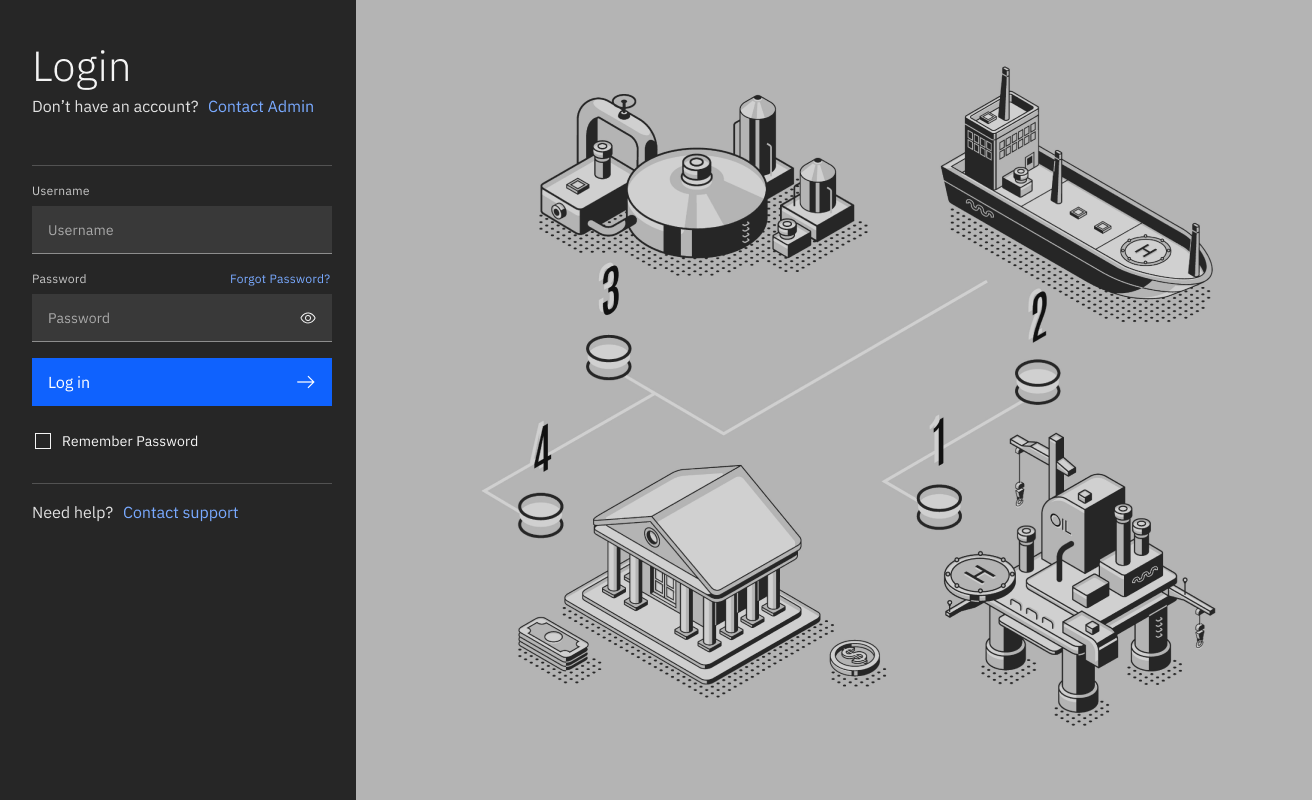 Login
Don’t have an account? Contact Admin
Username
Username
Password Forgot Password?
Password
Log in
Remember Password
Need help? Contact support
3
2
4
1
H
OIL
H
$